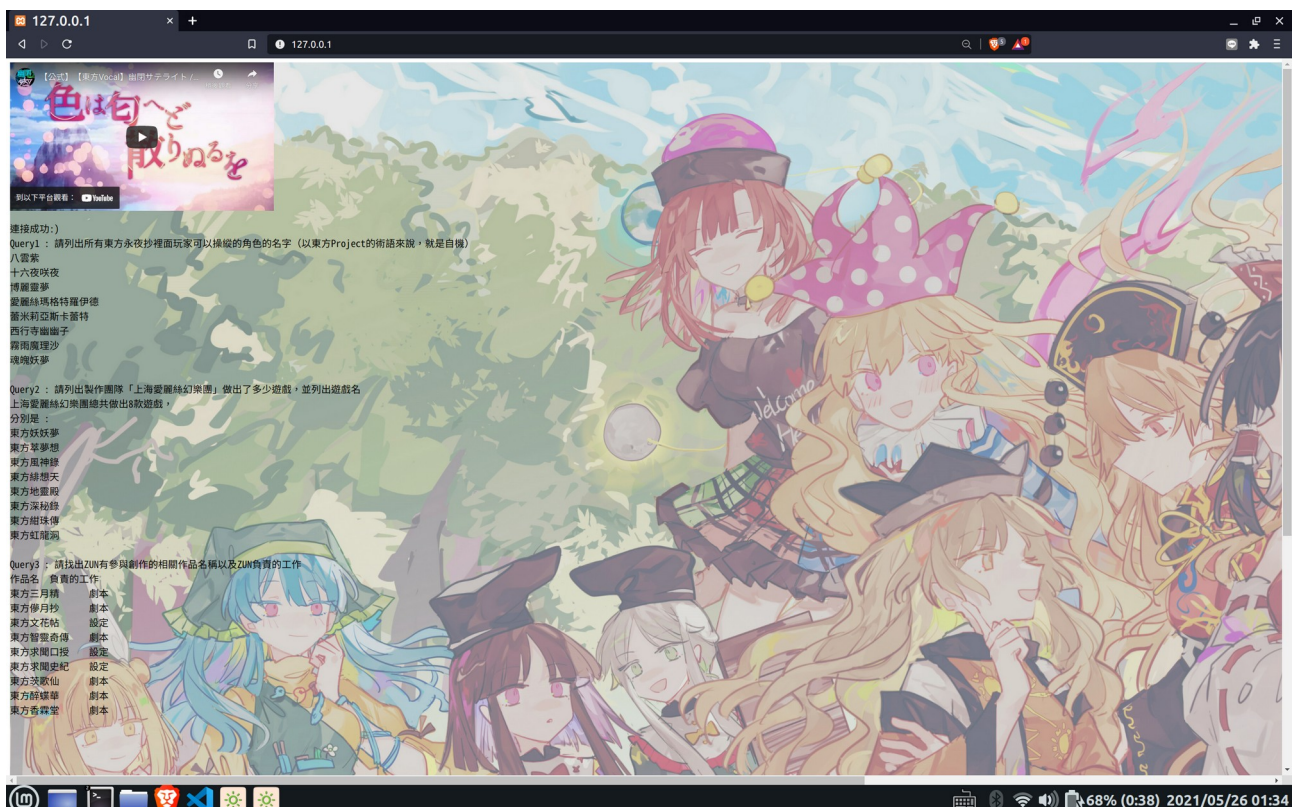 127.0.0.1
127.0.0.1
【公式】【東方Vocal】幽閉サテライト /...
色は匂へど
散りぬるを
到以下平台觀看： YouTube
連接成功:)
Query1 : 請列出所有東方永夜抄裡面玩家可以操縱的角色的名字（以東方Project的術語來說，就是自機）
八雲紫
十六夜咲夜
博麗靈夢
愛麗絲瑪格特羅伊德
蕾米莉亞斯卡蕾特
西行寺幽幽子
霧雨魔理沙
魂魄妖夢
Query2 : 請列出製作團隊「上海愛麗絲幻樂團」做出了多少遊戲，並列出遊戲名
上海愛麗絲幻樂團總共做出8款遊戲，
分別是 :
東方妖妖夢
東方萃夢想
東方風神錄
東方緋想天
東方地靈殿
東方深秘錄
東方紺珠傳
東方虹龍洞
Query3 : 請找出ZUN有參與創作的相關作品名稱以及ZUN負責的工作
作品名 負責的工作
東方三月精 劇本
東方儚月抄 劇本
東方文花帖 設定
東方智靈奇傳 劇本
東方求聞口授 設定
東方求聞史紀 設定
東方茨歌仙 劇本
東方醉蝶華 劇本
東方香霖堂 劇本
Welcome
Hell
68% (0:38) 2021/05/26 01:34